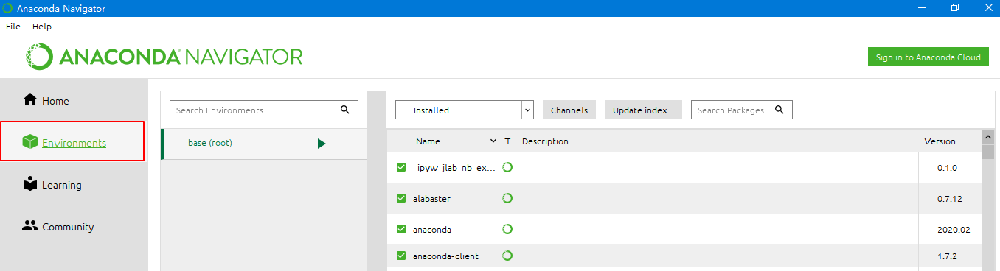 Anaconda Navigator
File Help
ANACONDA NAVIGATOR
Sign in to Anaconda Cloud
Home
Environments
Learning
Community
Search Environments
base (root)
Installed Channels Update index... Search Packages
Name T Description Version
_ipyw_jlab_nb_ex... 0.1.0
alabaster 0.7.12
anaconda 2020.02
anaconda-client 1.7.2